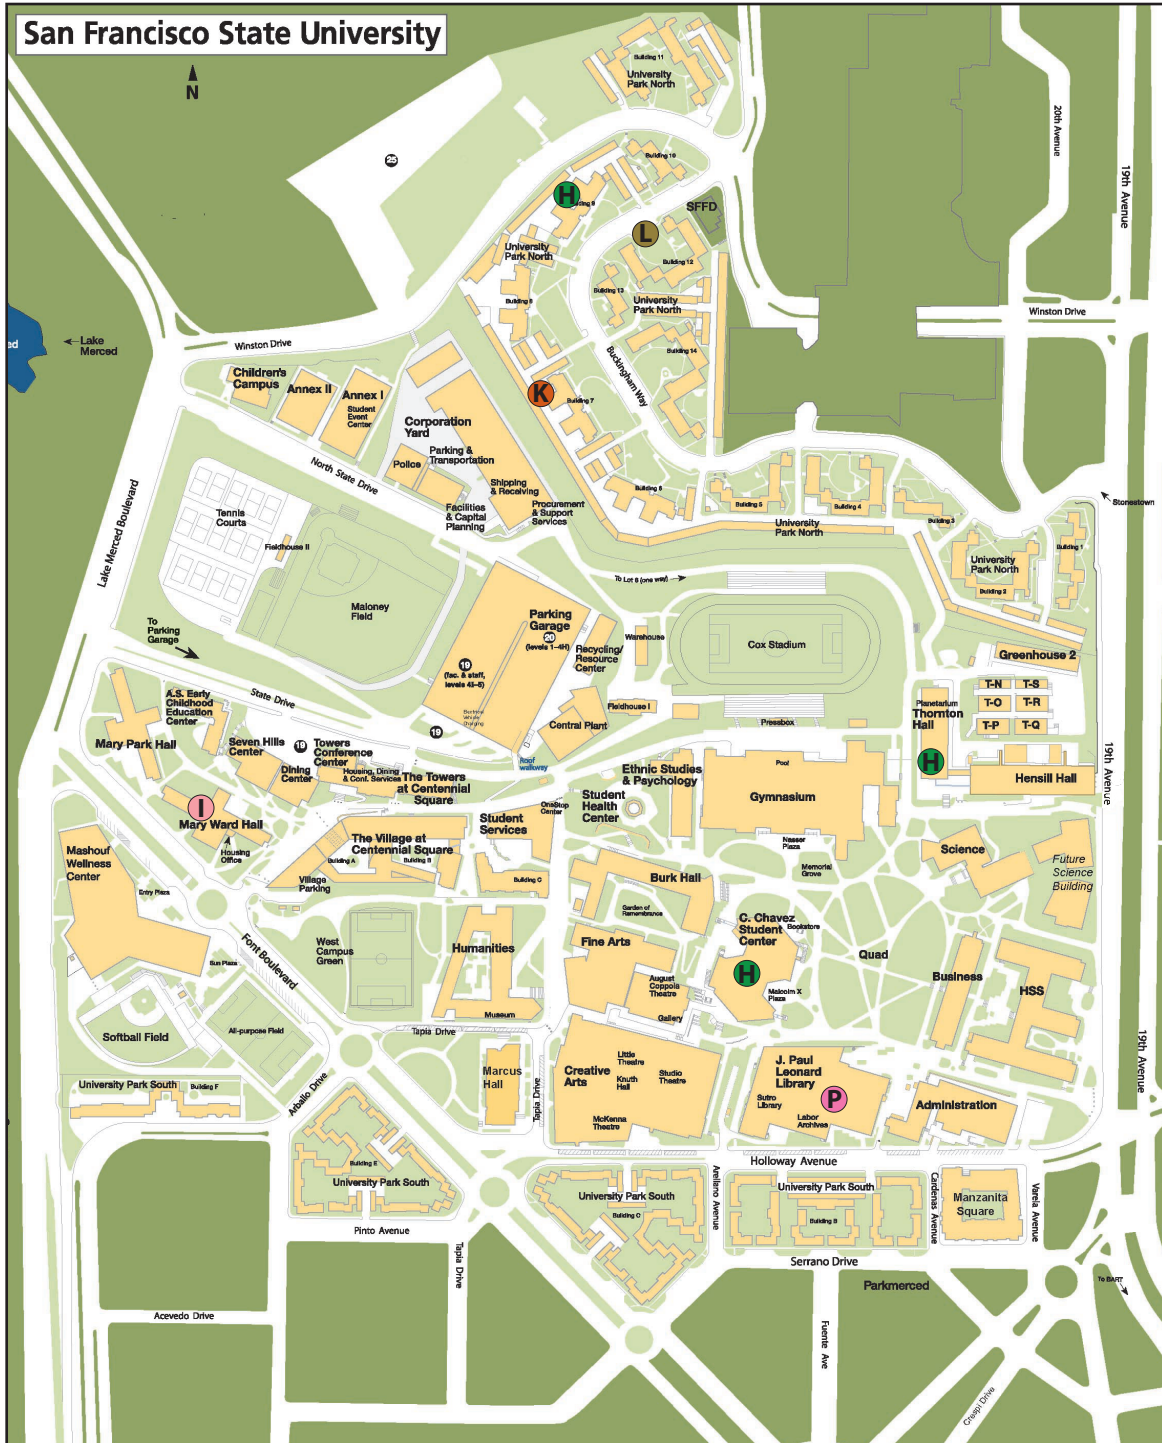 San Francisco State University
N
Building 11
University
Park North
20th Avenue
19th Avenue
25
Building 10
H
L
SFFD
University
Park North
Building 12
Building 13
University
Park North
Building 8
Building 14
Buckingham Way
Winston Drive
Lake
Merced
Winston Drive
Children's
Campus
Annex II
Annex I
Student
Event
Center
K
Building 7
Corporation
Yard
Parking &
Transportation
Police
North State Drive
Shipping
& Receiving
Facilities
& Capital
Planning
Procurement
& Support
Services
Building 6
Building 5
Building 4
Building 3
University
Park North
Stonestown
Building 1
University
Park North
Building 2
Lake Merced Boulevard
Tennis
Courts
Fieldhouse II
Maloney
Field
To Lot 6 (one way)
To
Parking
Garage
Parking
Garage
20
(levels 1-4H)
19
(fac. & staff,
levels 4I-5)
Electrical
Vehicle
Charging
Recycling/
Resource
Center
Warehouse
Cox Stadium
Greenhouse 2
T-N
T-S
T-O
T-R
T-P
T-Q
Planetarium
Thornton
Hall
H
Hensill Hall
19th Avenue
State Drive
A.S. Early
Childhood
Education
Center
Mary Park Hall
Seven Hills
Center
19
Towers
Conference
Center
Dining
Center
Housing, Dining
& Conf. Services
The Towers
at Centennial
Square
19
Central Plant
Fieldhouse I
Pressbox
Roof
walkway
Ethnic Studies
& Psychology
Pool
Gymnasium
Student
Health
Center
OneStop
Center
Student
Services
I
Mary Ward Hall
Housing
Office
The Village at
Centennial Square
Building A
Building B
Village
Parking
Building C
Mashouf
Wellness
Center
Entry Plaza
Sun Plaza
Nasser
Plaza
Memorial
Grove
Science
Future
Science
Building
Burk Hall
Garden of
Remembrance
C. Chavez
Student
Center
Bookstore
H
Malcolm X
Plaza
Quad
Business
HSS
Fine Arts
August
Coppola
Theatre
Gallery
Humanities
Museum
West
Campus
Green
Font Boulevard
Softball Field
All-purpose Field
Tapia Drive
Marcus
Hall
Tapia Drive
Creative
Arts
Little
Theatre
Knuth
Hall
Studio
Theatre
McKenna
Theatre
J. Paul
Leonard
Library
Sutro
Library
Labor
Archives
P
Administration
19th Avenue
University Park South
Building F
Arballo Drive
Building E
University Park South
Pinto Avenue
Holloway Avenue
University Park South
Building C
Arellano Avenue
University Park South
Building B
Cardenas Avenue
Manzanita
Square
Varela Avenue
Serrano Drive
Parkmerced
To BART
Tapia Drive
Acevedo Drive
Fuente Ave
Crespi Drive